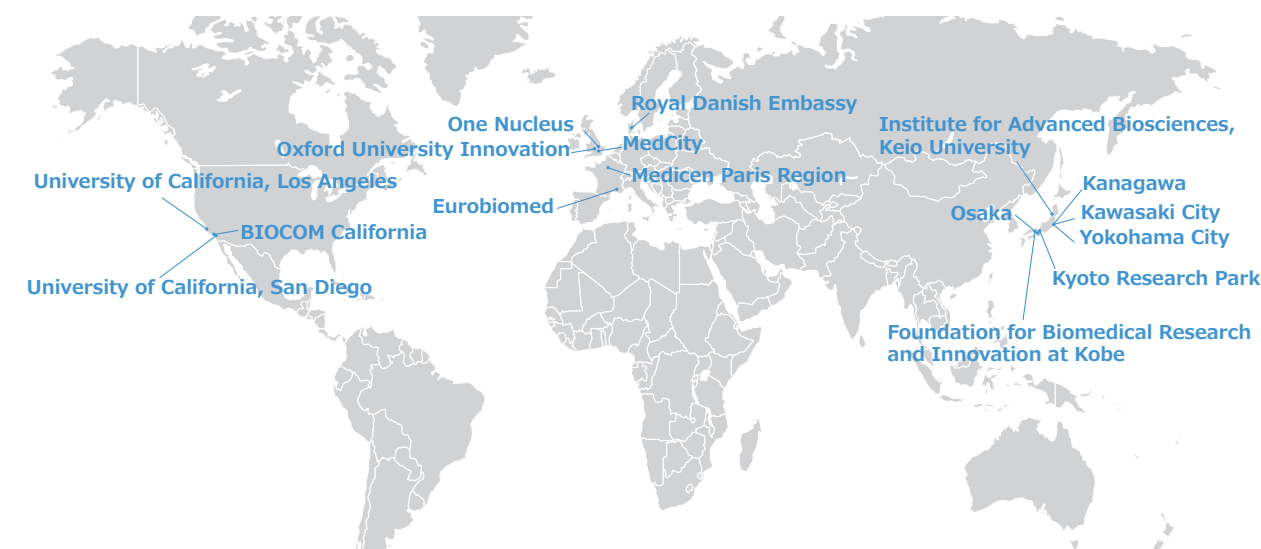 Royal Danish Embassy
One Nucleus
Oxford University Innovation
MedCity
Medicen Paris Region
Eurobiomed
University of California, Los Angeles
BIOCOM California
University of California, San Diego
Institute for Advanced Biosciences,
Keio University
Kanagawa
Osaka
Kawasaki City
Yokohama City
Kyoto Research Park
Foundation for Biomedical Research
and Innovation at Kobe